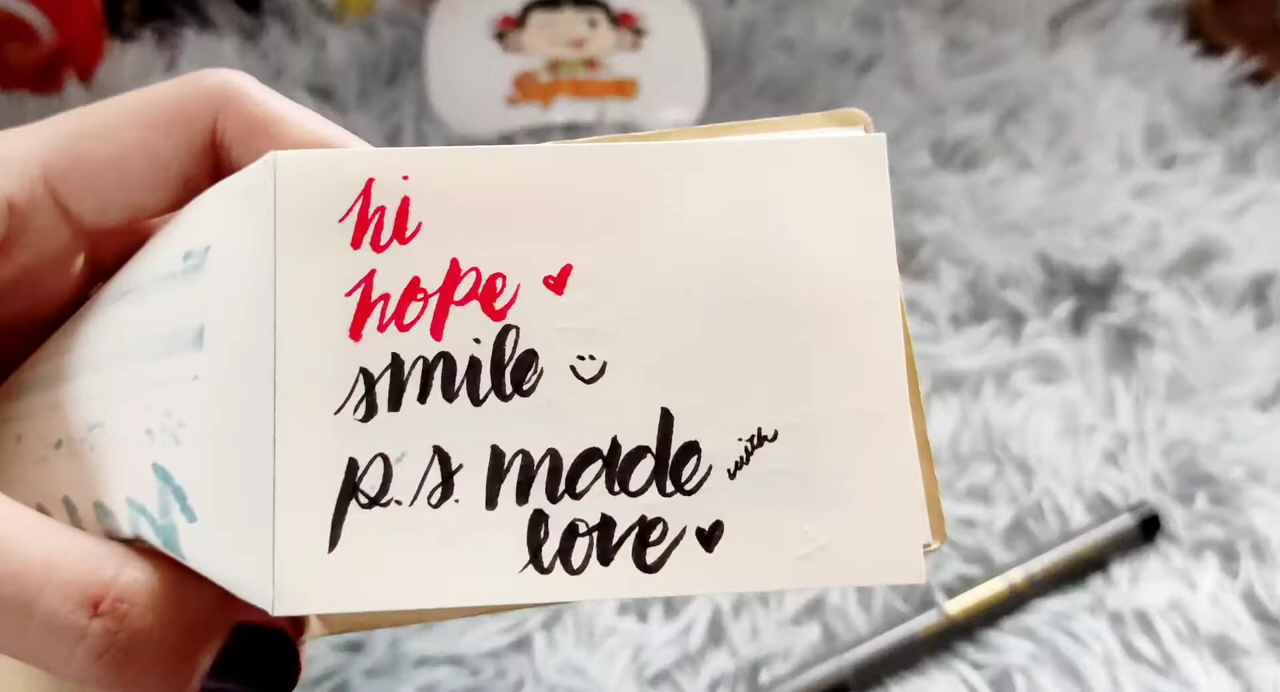 hi
hope ♥
smile
p.s. made with
love ♥